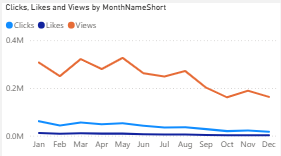 Clicks, Likes and Views by MonthNameShort
Clicks Likes Views
0.4M
0.2M
0.0M
Jan Feb Mar Apr May Jun Jul Aug Sep Oct Nov Dec